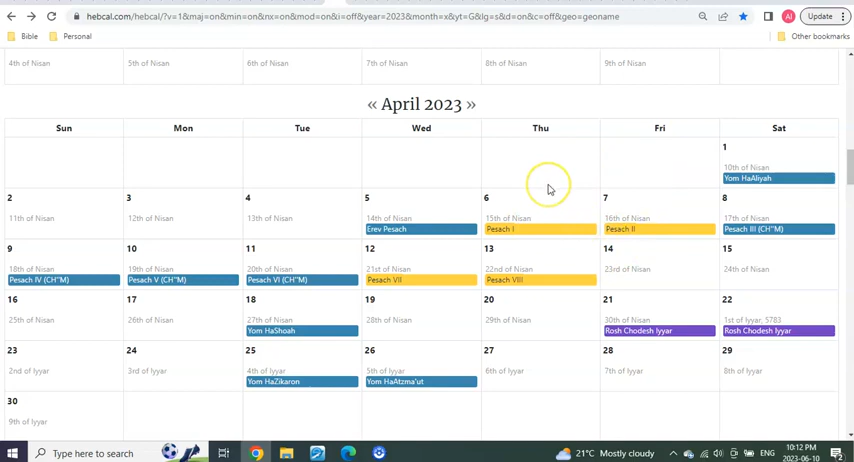 hebcal.com/hebcal/?v=1&maj=on&min=on&nx=on&mod=on&i=off&year=2023&month=x&yt=G&lg=s&d=on&c=off&geo=geoname
AI
Update
Bible
Personal
Other bookmarks
4th of Nisan 5th of Nisan 6th of Nisan 7th of Nisan 8th of Nisan 9th of Nisan
« April 2023 »
Sun Mon Tue Wed Thu Fri Sat
1
10th of Nisan
Yom HaAliyah
2 3 4 5 6 7 8
11th of Nisan 12th of Nisan 13th of Nisan 14th of Nisan 15th of Nisan 16th of Nisan 17th of Nisan
Erev Pesach Pesach I Pesach II Pesach III (CH''M)
9 10 11 12 13 14 15
18th of Nisan 19th of Nisan 20th of Nisan 21st of Nisan 22nd of Nisan 23rd of Nisan 24th of Nisan
Pesach IV (CH''M) Pesach V (CH''M) Pesach VI (CH''M) Pesach VII Pesach VIII
16 17 18 19 20 21 22
25th of Nisan 26th of Nisan 27th of Nisan 28th of Nisan 29th of Nisan 30th of Nisan 1st of Iyyar, 5783
Yom HaShoah Rosh Chodesh Iyyar Rosh Chodesh Iyyar
23 24 25 26 27 28 29
2nd of Iyyar 3rd of Iyyar 4th of Iyyar 5th of Iyyar 6th of Iyyar 7th of Iyyar 8th of Iyyar
Yom HaZikaron Yom HaAtzma'ut
30
9th of Iyyar
Type here to search
21°C Mostly cloudy
ENG
10:12 PM
2023-06-10
2